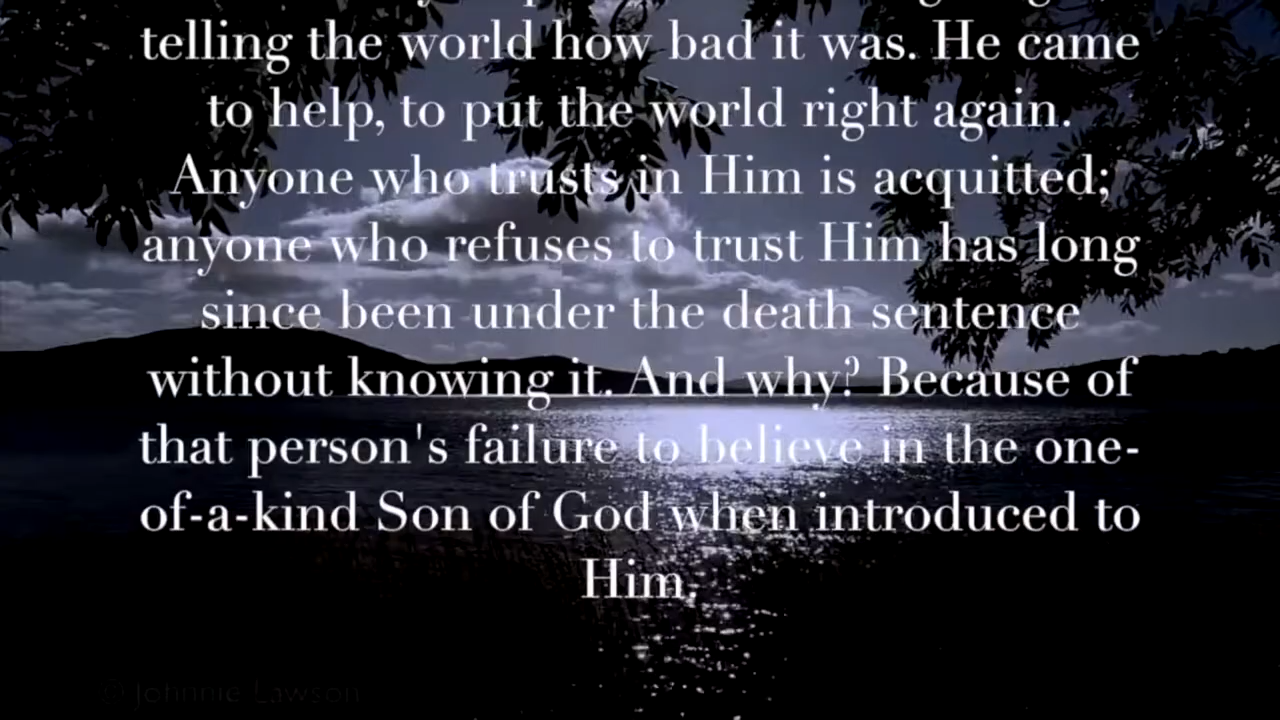 telling the world how bad it was. He came
to help, to put the world right again.
Anyone who trusts in Him is acquitted;
anyone who refuses to trust Him has long
since been under the death sentence
without knowing it. And why? Because of
that person's failure to believe in the one-
of-a-kind Son of God when introduced to
Him.
© Johnnie Lawson